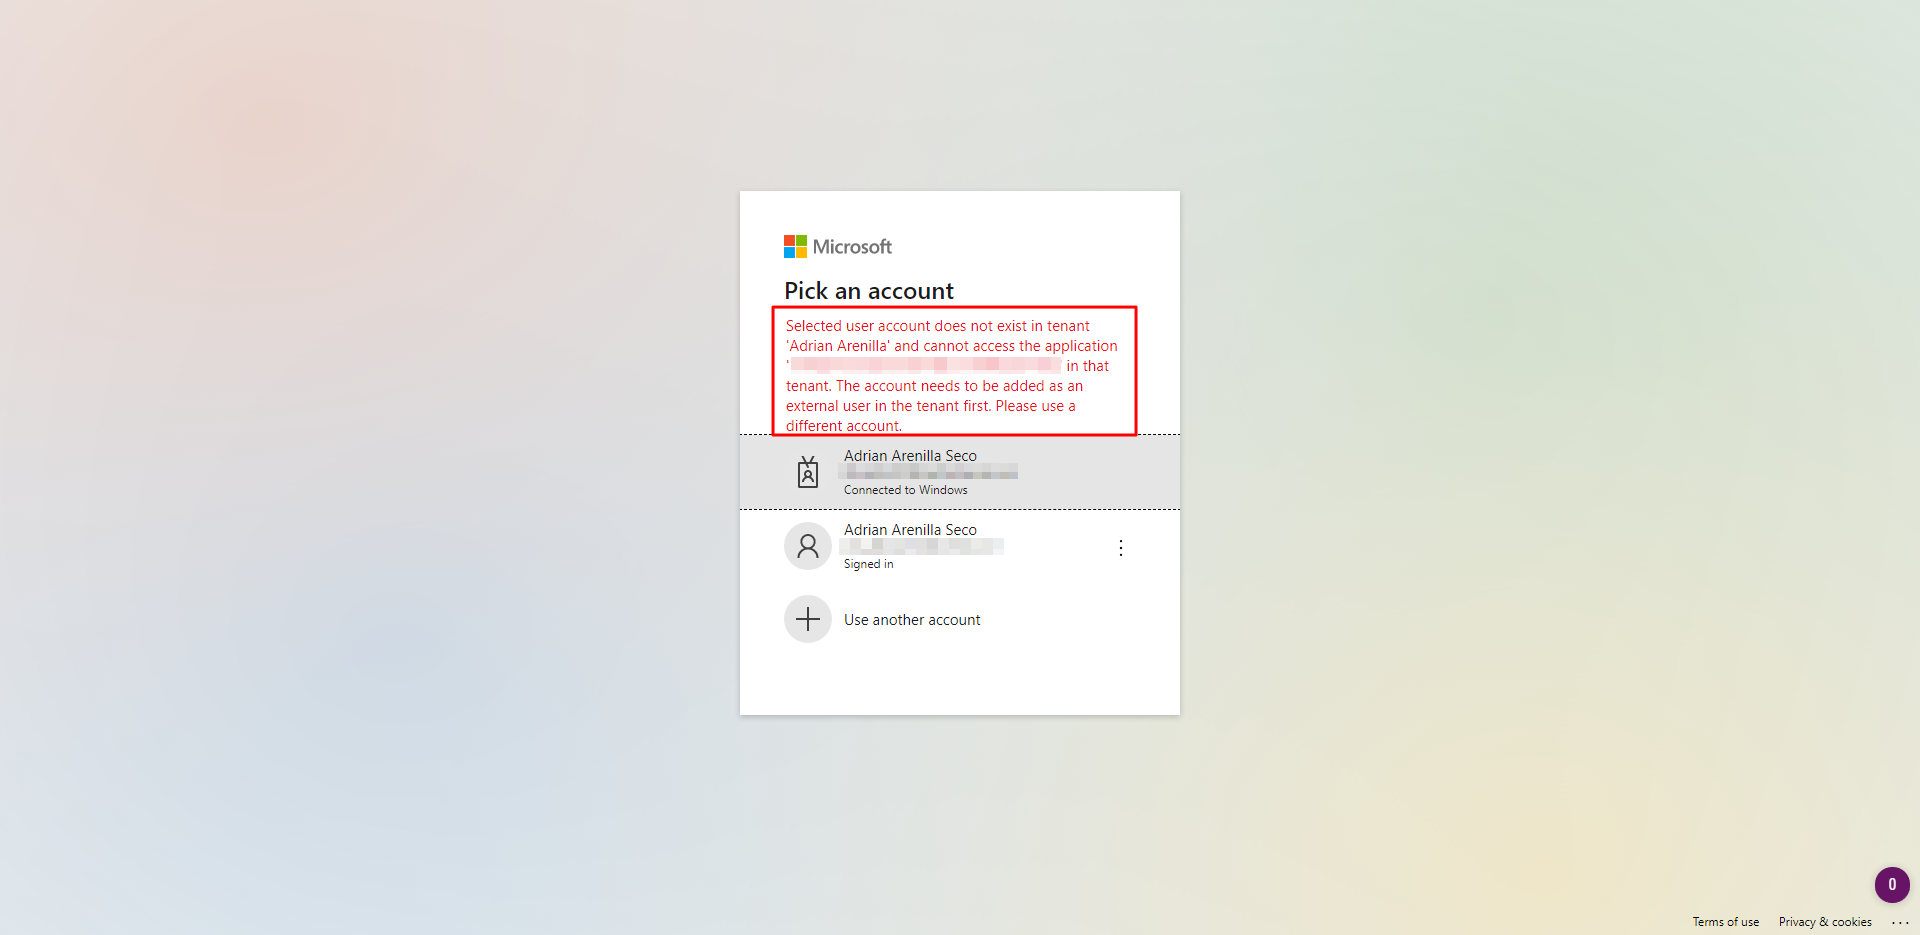 Microsoft
Pick an account
Selected user account does not exist in tenant
'Adrian Arenilla' and cannot access the application
' ' in that
tenant. The account needs to be added as an
external user in the tenant first. Please use a
different account.
Adrian Arenilla Seco
Connected to Windows
Adrian Arenilla Seco
Signed in
Use another account
0
Terms of use Privacy & cookies ...